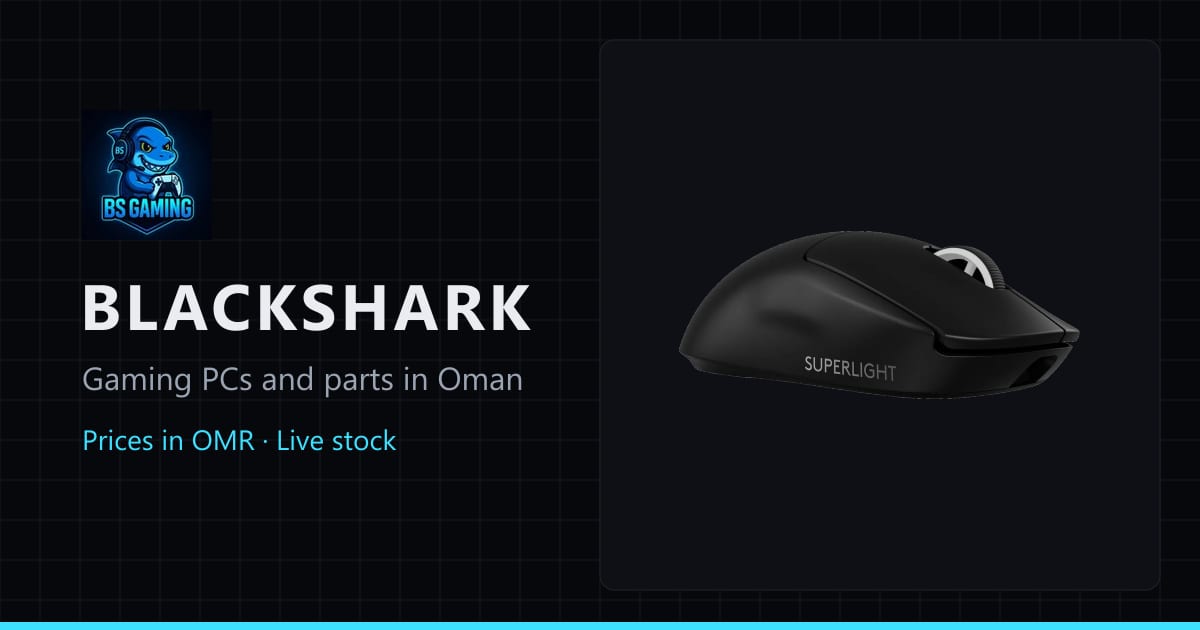 BS
BS GAMING
BLACKSHARK
Gaming PCs and parts in Oman
Prices in OMR · Live stock
SUPERLIGHT